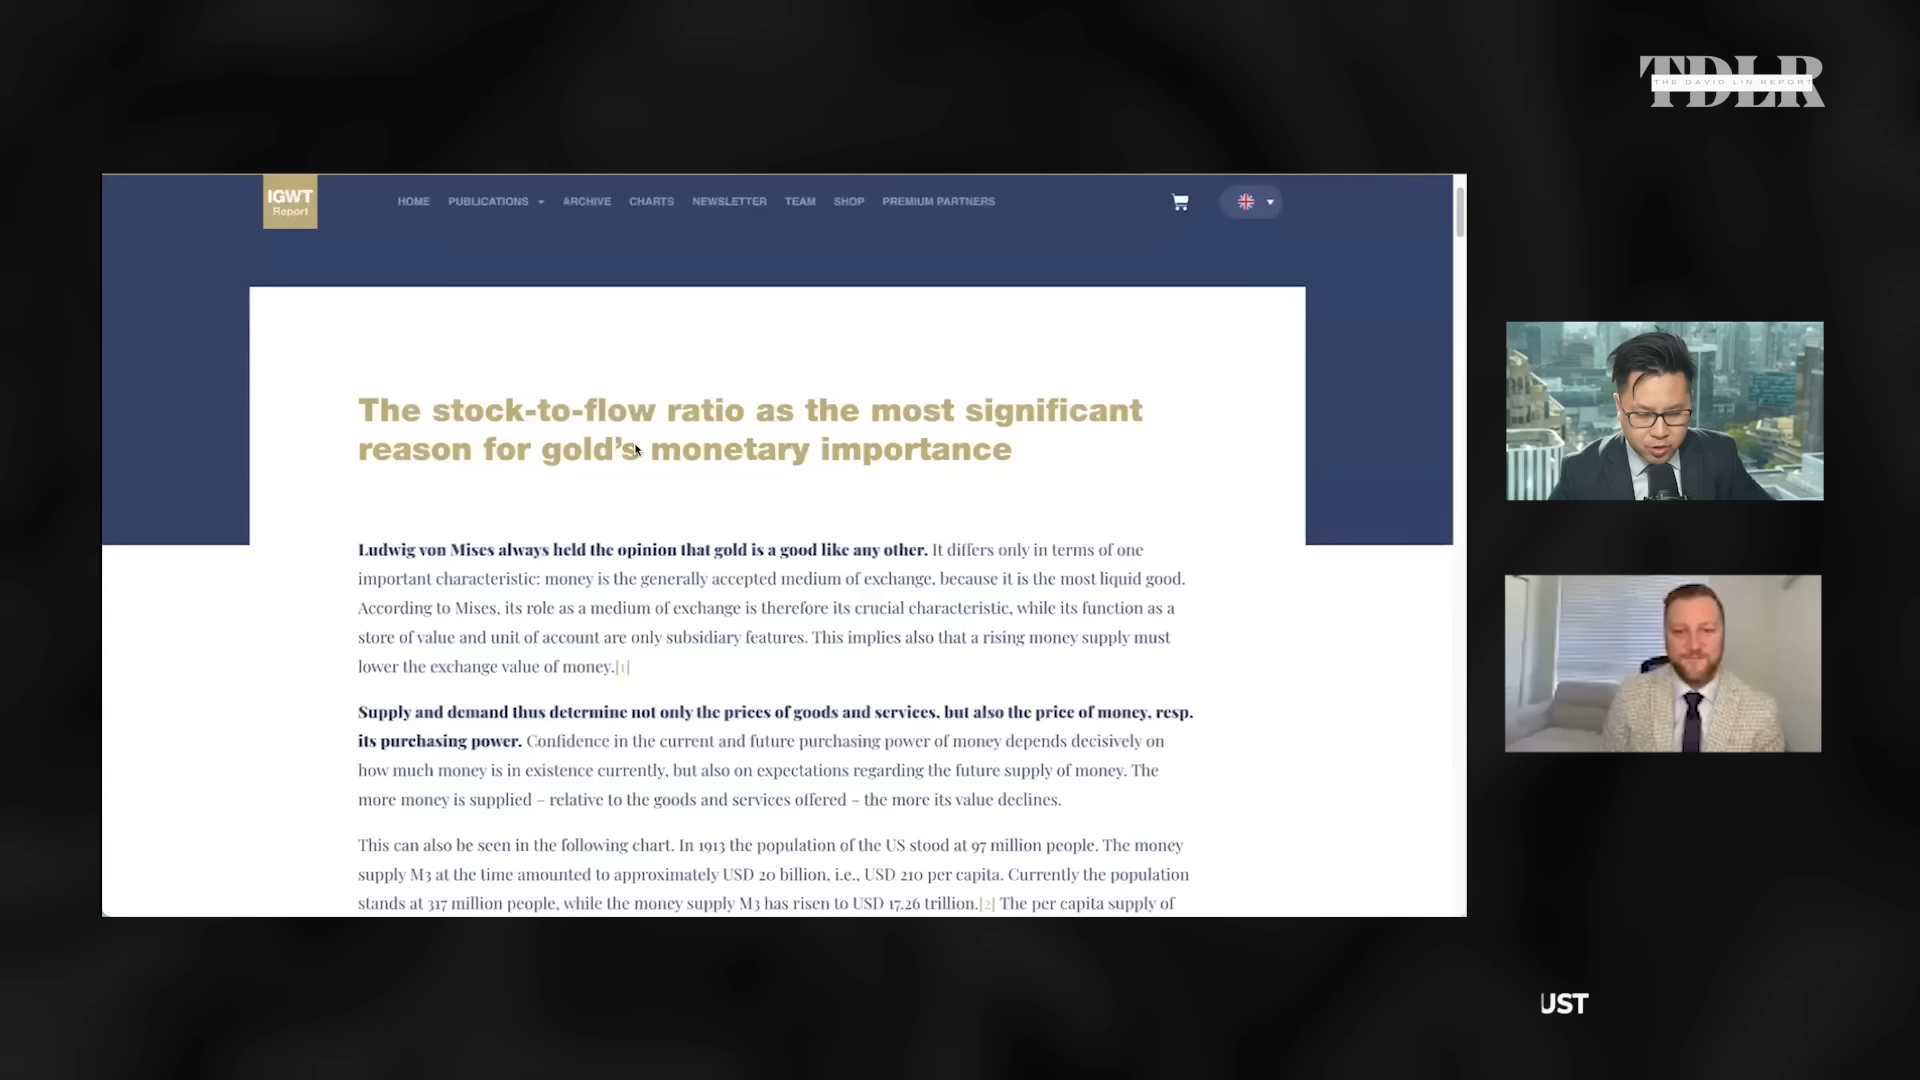 TDLR
THE DAVID LIN REPORT
IGWT
Report
HOME PUBLICATIONS ARCHIVE CHARTS NEWSLETTER TEAM SHOP PREMIUM PARTNERS
The stock-to-flow ratio as the most significant
reason for gold's monetary importance
Ludwig von Mises always held the opinion that gold is a good like any other. It differs only in terms of one
important characteristic: money is the generally accepted medium of exchange, because it is the most liquid good.
According to Mises, its role as a medium of exchange is therefore its crucial characteristic, while its function as a
store of value and unit of account are only subsidiary features. This implies also that a rising money supply must
lower the exchange value of money.[1]
Supply and demand thus determine not only the prices of goods and services, but also the price of money, resp.
its purchasing power. Confidence in the current and future purchasing power of money depends decisively on
how much money is in existence currently, but also on expectations regarding the future supply of money. The
more money is supplied – relative to the goods and services offered – the more its value declines.
This can also be seen in the following chart. In 1913 the population of the US stood at 97 million people. The money
supply M3 at the time amounted to approximately USD 20 billion, i.e., USD 210 per capita. Currently the population
stands at 317 million people, while the money supply M3 has risen to USD 17.26 trillion.[2] The per capita supply of
UST